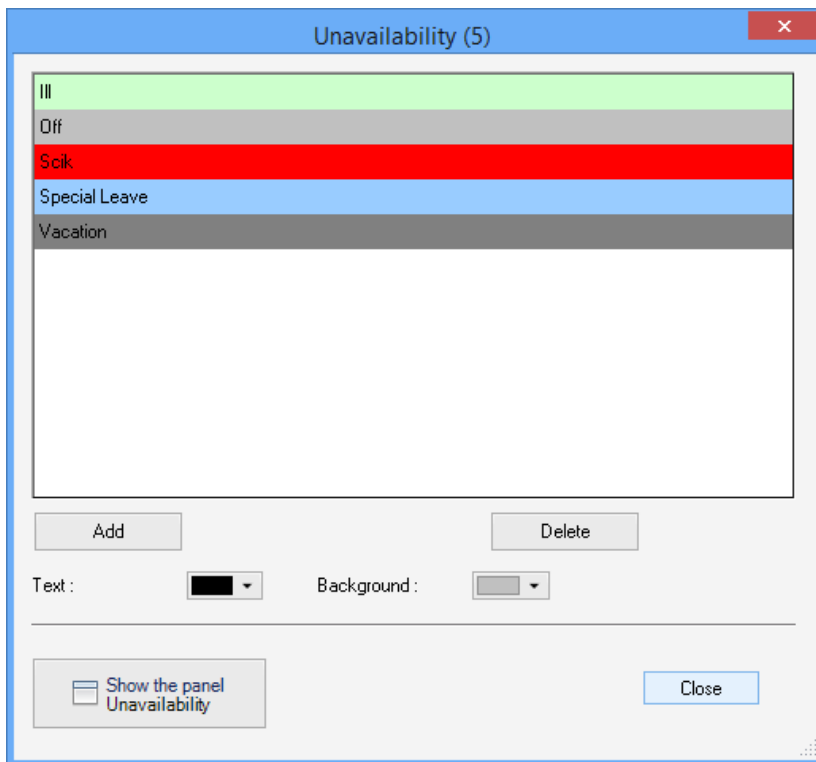 Unavailability (5)
Ill
Off
Scik
Special Leave
Vacation
Add
Delete
Text :
Background :
Show the panel
Unavailability
Close